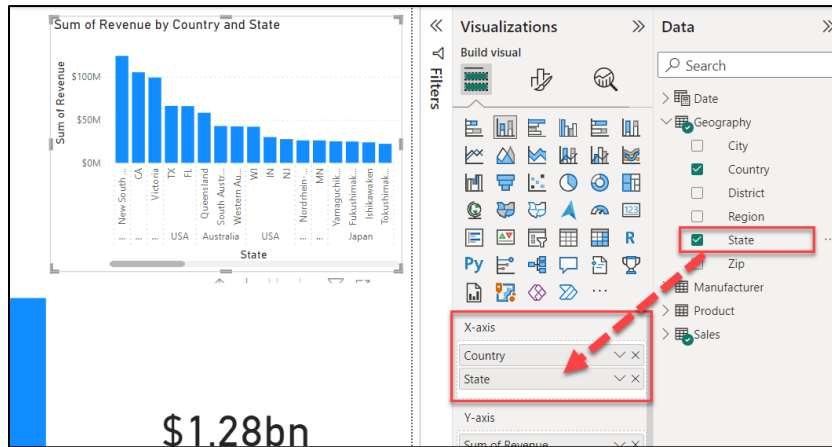 Sum of Revenue by Country and State
Sum of Revenue
$100M
$50M
$0M
New South ...
CA
Victoria
TX
FL
Queensland
South Austr...
Western Au...
WI
IN
NJ
Nordrhein-...
MN
Yamaguchik...
Fukushimak...
Ishikawaken
Tokushimak...
... ... ... USA Australia USA ... ... Japan
State
$1.28bn
Filters
Visualizations
Build visual
123
R
Py
...
X-axis
Country
State
Y-axis
Sum of Revenue
Data
Search
Date
Geography
City
Country
District
Region
State
Zip
Manufacturer
Product
Sales